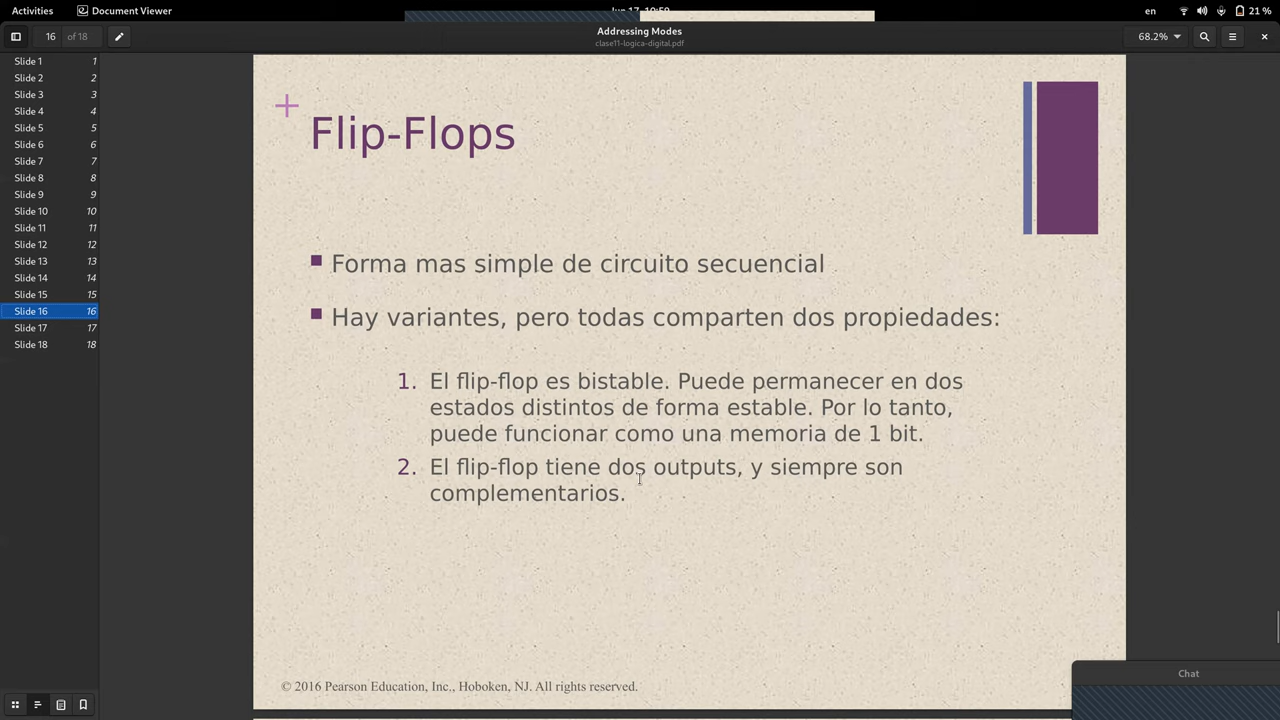 Activities
Document Viewer
Jun 17, 10:59
en
21 %
16
of 18
Addressing Modes
clase11-logica-digital.pdf
68.2%
Slide 1 1
Slide 2 2
Slide 3 3
Slide 4 4
Slide 5 5
Slide 6 6
Slide 7 7
Slide 8 8
Slide 9 9
Slide 10 10
Slide 11 11
Slide 12 12
Slide 13 13
Slide 14 14
Slide 15 15
Slide 16 16
Slide 17 17
Slide 18 18
+
Flip-Flops
Forma mas simple de circuito secuencial
Hay variantes, pero todas comparten dos propiedades:
1. El flip-flop es bistable. Puede permanecer en dos
estados distintos de forma estable. Por lo tanto,
puede funcionar como una memoria de 1 bit.
2. El flip-flop tiene dos outputs, y siempre son
complementarios.
© 2016 Pearson Education, Inc., Hoboken, NJ. All rights reserved.
Chat